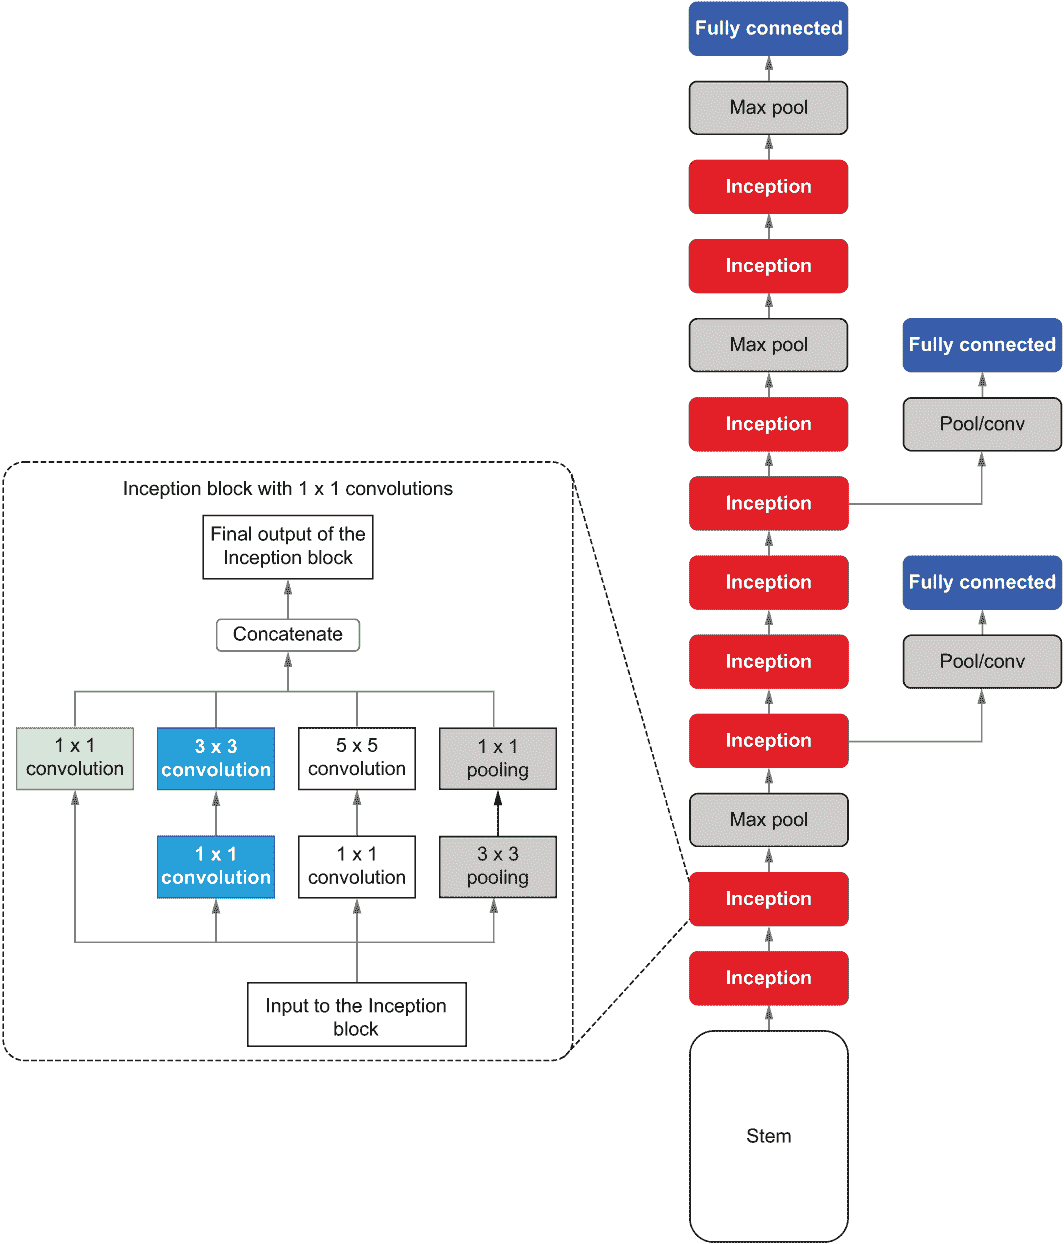 Fully connected
Max pool
Inception
Inception
Max pool
Fully connected
Inception
Pool/conv
Inception
Inception
Fully connected
Inception
Pool/conv
Inception
Max pool
Inception
Inception
Stem
Inception block with 1 x 1 convolutions
Final output of the
Inception block
Concatenate
1 x 1
convolution
3 x 3
convolution
5 x 5
convolution
1 x 1
pooling
1 x 1
convolution
1 x 1
convolution
3 x 3
pooling
Input to the Inception
block